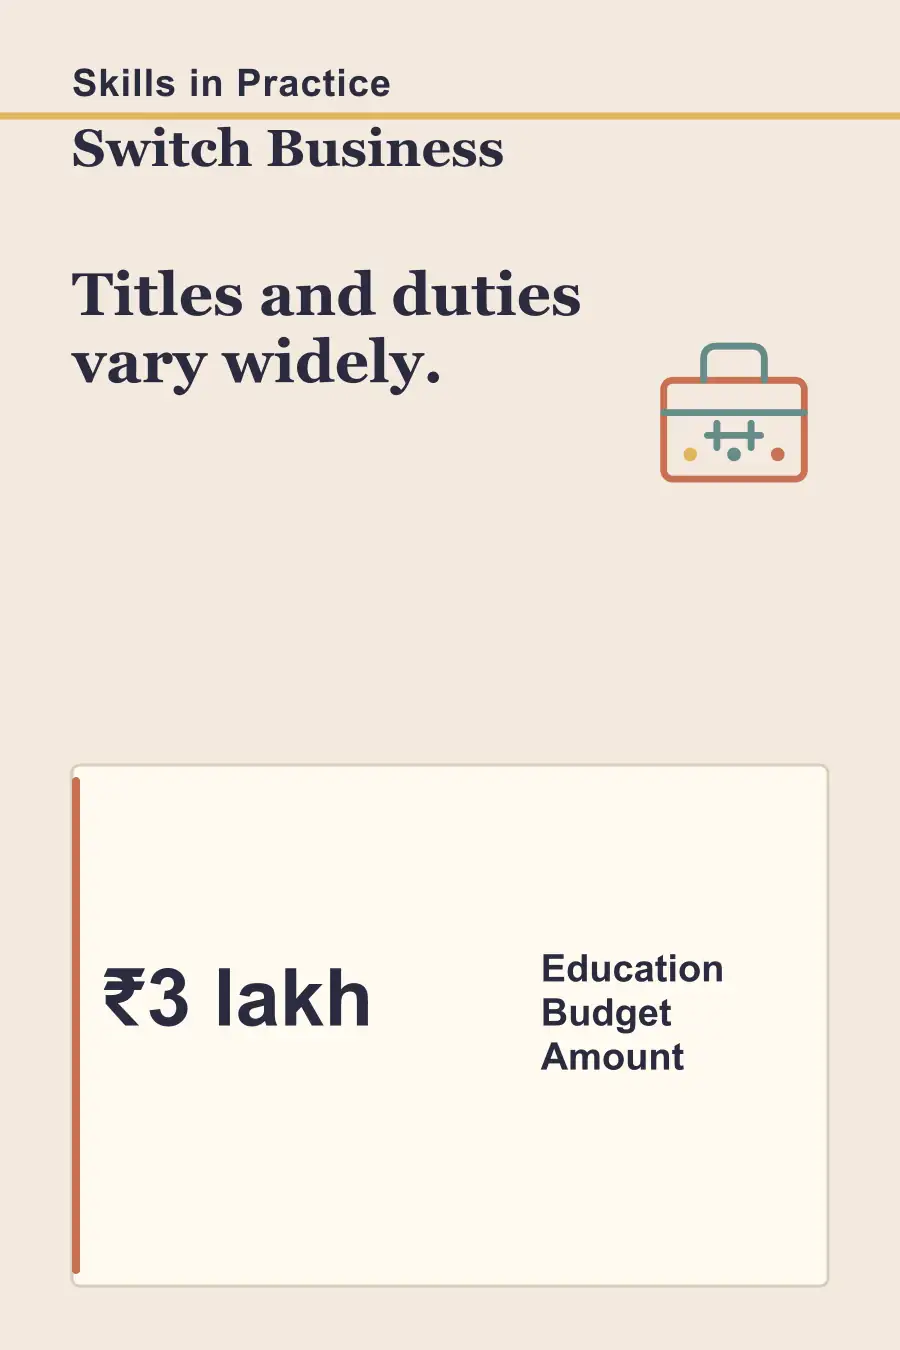 Skills in Practice
Switch Business
Titles and duties
vary widely.
₹3 lakh
Education
Budget
Amount